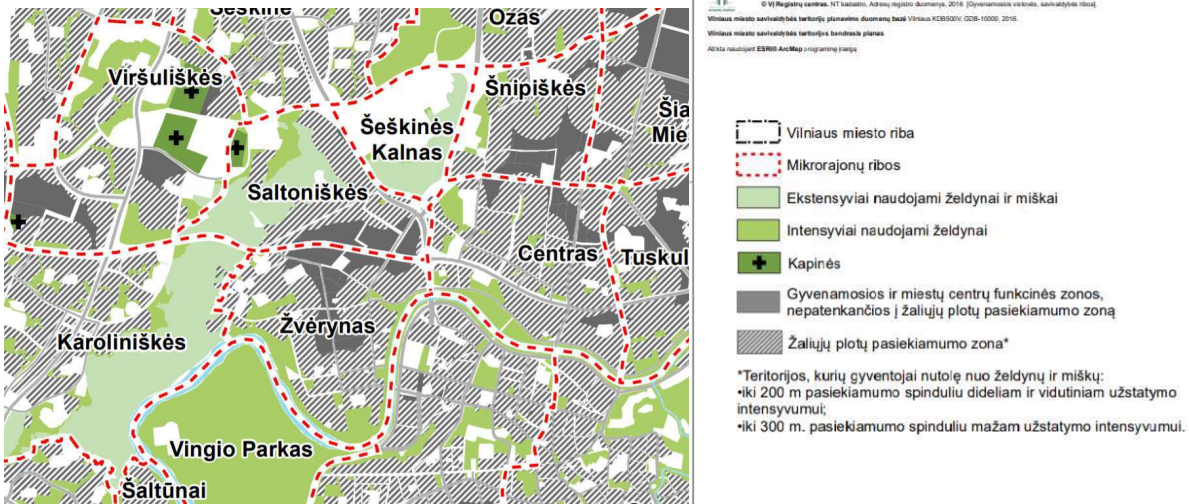 Šeškinė
Ozas
Viršuliškės
Šnipiškės
Šia
Mie
Šeškinės
Kalnas
Saltoniškės
Centras
Tuskul
Žvėrynas
Karoliniškės
Vingio Parkas
Šaltūnai
© VĮ Registrų centras. NT kadastro, Adresų registro duomenys, 2016 [Gyvenamosios vietovės, savivaldybės ribos].
Vilniaus miesto savivaldybės teritorijų planavimo duomenų bazė Vilniaus KDB500V, GDB-10000, 2016.
Vilniaus miesto savivaldybės teritorijos bendrasis planas
Atlikta naudojant ESRI® ArcMap programinę įrangą
Vilniaus miesto riba
Mikrorajonų ribos
Ekstensyviai naudojami želdynai ir miškai
Intensyviai naudojami želdynai
Kapinės
Gyvenamosios ir miestų centrų funkcinės zonos,
nepatenkančios į žaliųjų plotų pasiekiamumo zoną
Žaliųjų plotų pasiekiamumo zona*
*Teritorijos, kurių gyventojai nutolę nuo želdynų ir miškų:
•iki 200 m pasiekiamumo spinduliu dideliam ir vidutiniam užstatymo
intensyvumui;
•iki 300 m. pasiekiamumo spinduliu mažam užstatymo intensyvumui.